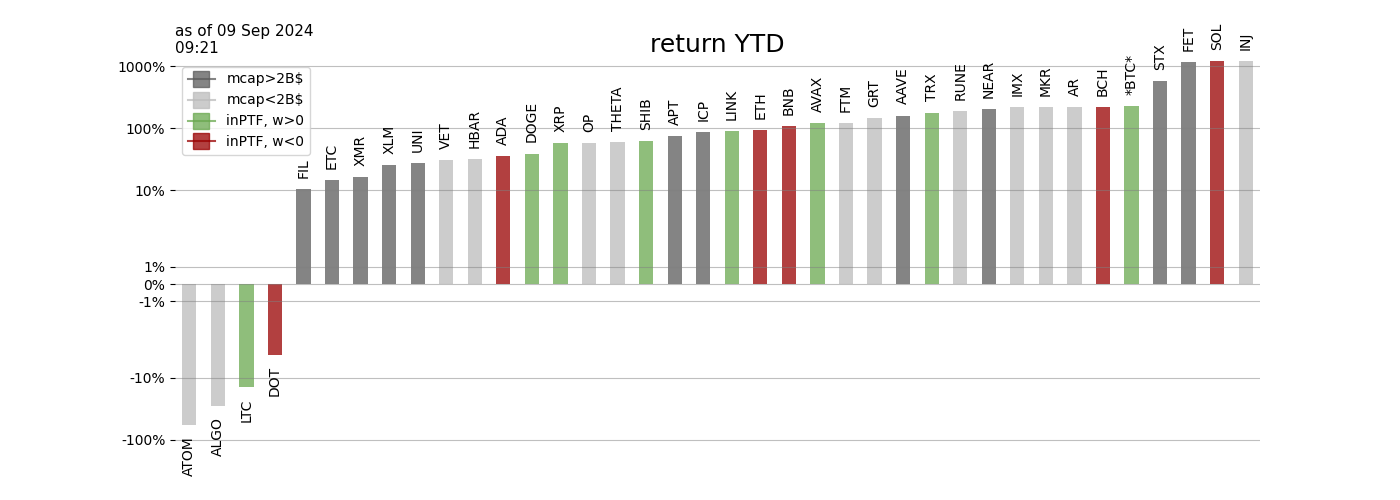 as of 09 Sep 2024
09:21
return YTD
1000%
100%
10%
1%
0%
-1%
-10%
-100%
mcap>2B$
mcap<2B$
inPTF, w>0
inPTF, w<0
ATOM
ALGO
LTC
DOT
FIL
ETC
XMR
XLM
UNI
VET
HBAR
ADA
DOGE
XRP
OP
THETA
SHIB
APT
ICP
LINK
ETH
BNB
AVAX
FTM
GRT
AAVE
TRX
RUNE
NEAR
IMX
MKR
AR
BCH
*BTC*
STX
FET
SOL
INJ